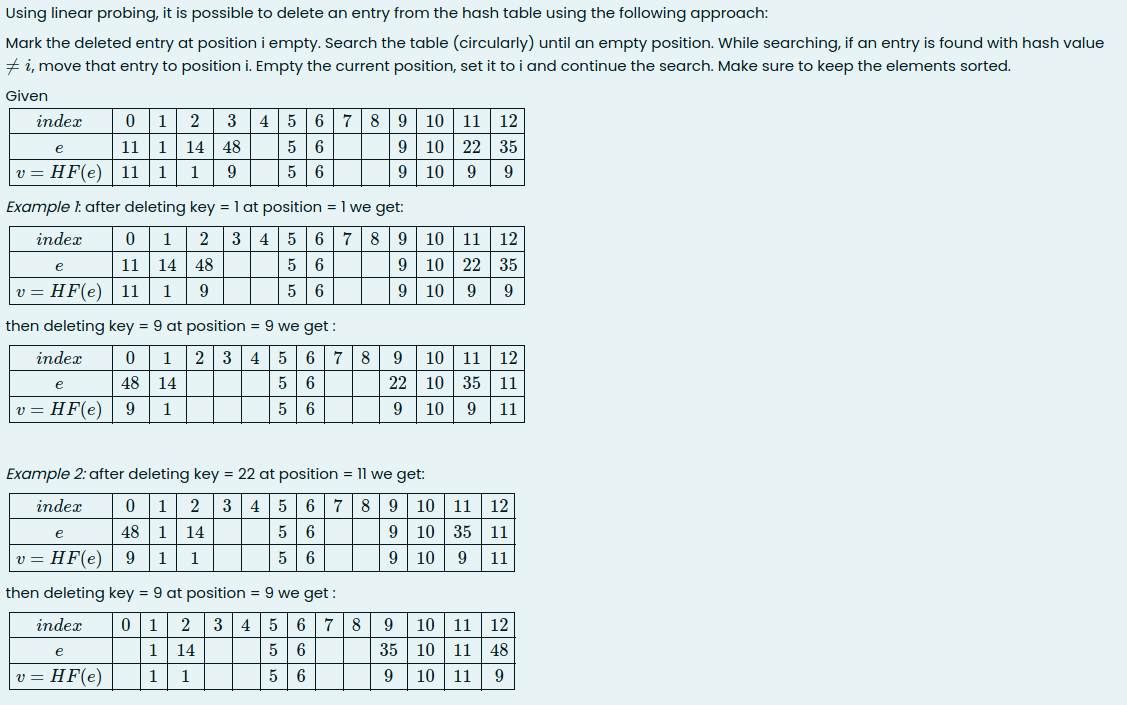 Using linear probing, it is possible to delete an entry from the hash table using the following approach:
Mark the deleted entry at position i empty. Search the table (circularly) until an empty position. While searching, if an entry is found with hash value
≠ i, move that entry to position i. Empty the current position, set it to i and continue the search. Make sure to keep the elements sorted.
Given
index 0 1 2 3 4 5 6 7 8 9 10 11 12
e 11 1 14 48 5 6 9 10 22 35
v = HF(e) 11 1 1 9 5 6 9 10 9 9
Example 1: after deleting key = 1 at position = 1 we get:
index 0 1 2 3 4 5 6 7 8 9 10 11 12
e 11 14 48 5 6 9 10 22 35
v = HF(e) 11 1 9 5 6 9 10 9 9
then deleting key = 9 at position = 9 we get :
index 0 1 2 3 4 5 6 7 8 9 10 11 12
e 48 14 5 6 22 10 35 11
v = HF(e) 9 1 5 6 9 10 9 11
Example 2: after deleting key = 22 at position = 11 we get:
index 0 1 2 3 4 5 6 7 8 9 10 11 12
e 48 1 14 5 6 9 10 35 11
v = HF(e) 9 1 1 5 6 9 10 9 11
then deleting key = 9 at position = 9 we get :
index 0 1 2 3 4 5 6 7 8 9 10 11 12
e 1 14 5 6 35 10 11 48
v = HF(e) 1 1 5 6 9 10 11 9